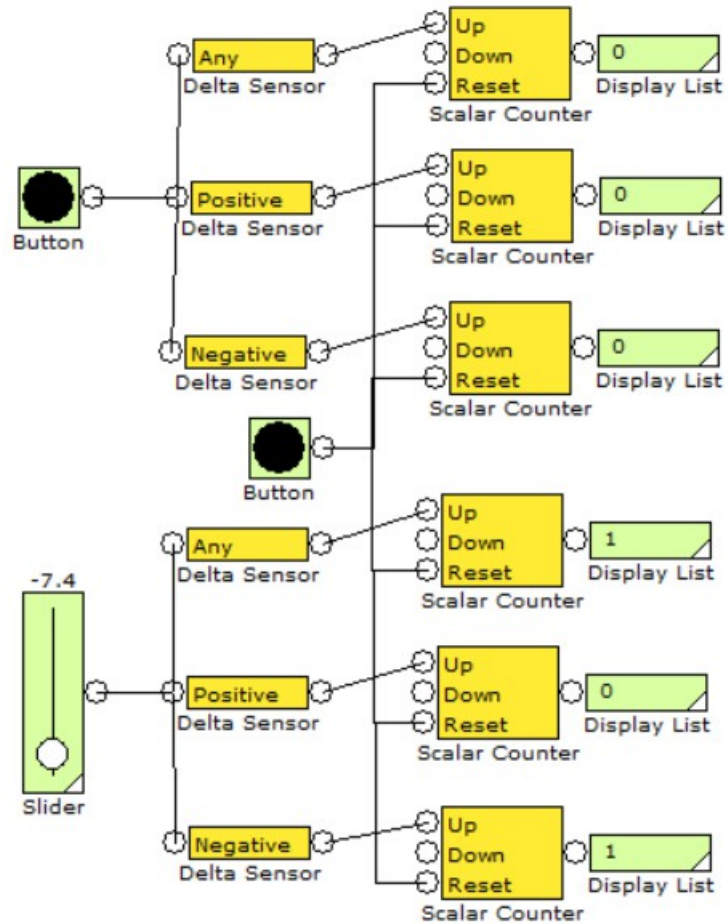 Any
Delta Sensor
Up
Down
Reset
Scalar Counter
0
Display List
Button
Positive
Delta Sensor
Up
Down
Reset
Scalar Counter
0
Display List
Negative
Delta Sensor
Up
Down
Reset
Scalar Counter
0
Display List
Button
Any
Delta Sensor
Up
Down
Reset
Scalar Counter
1
Display List
-7.4
Slider
Positive
Delta Sensor
Up
Down
Reset
Scalar Counter
0
Display List
Negative
Delta Sensor
Up
Down
Reset
Scalar Counter
1
Display List